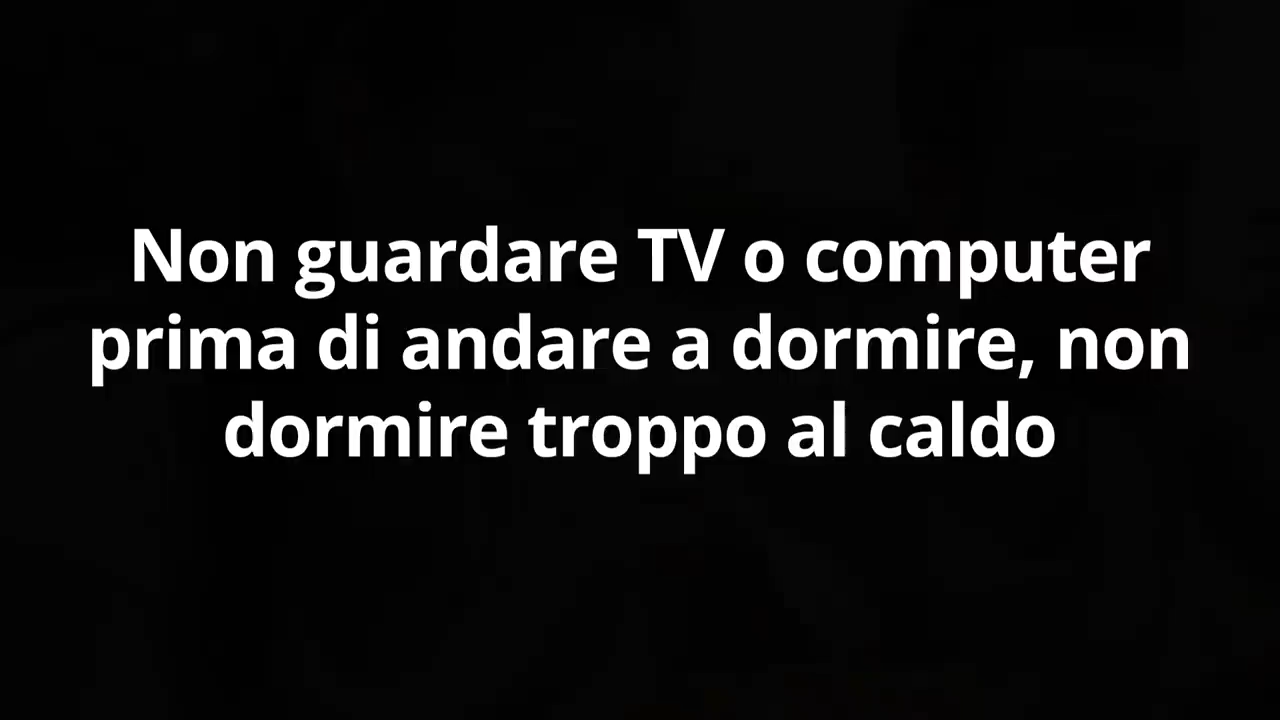 Non guardare TV o computer
prima di andare a dormire, non
dormire troppo al caldo